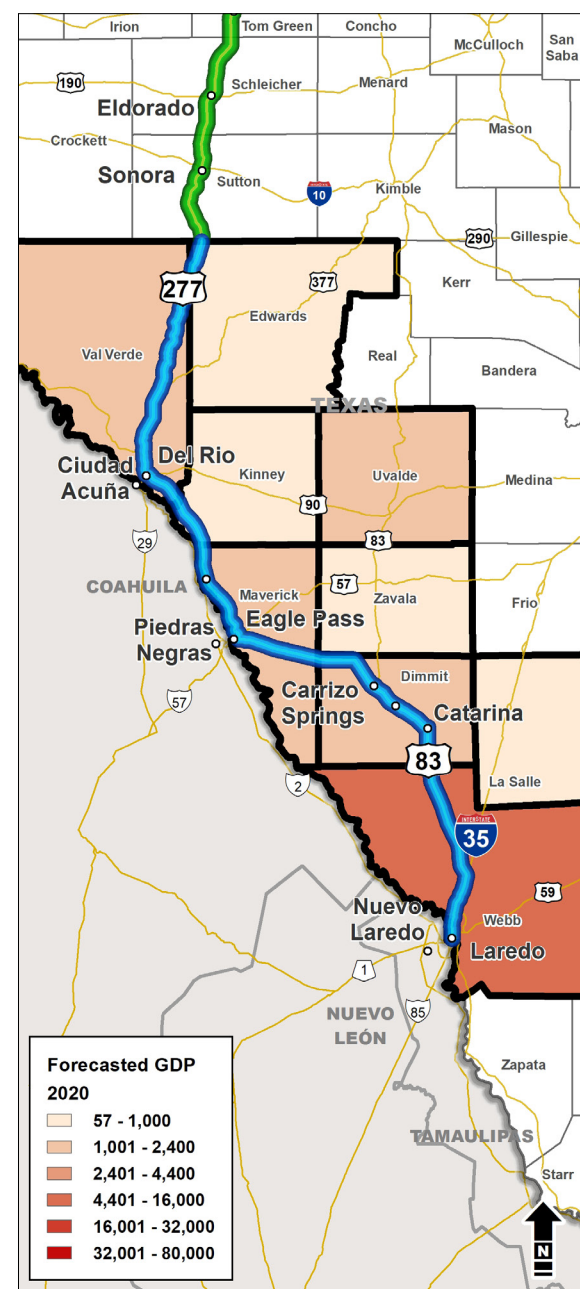 Irion
Tom Green
Concho
McCulloch
San
Saba
190
Schleicher
Menard
Eldorado
Mason
Crockett
Sonora
Sutton
INTERSTATE
10
Kimble
290
Gillespie
277
377
Kerr
Edwards
Val Verde
Real
Bandera
TEXAS
Del Rio
Ciudad
Acuña
Kinney
Uvalde
Medina
90
29
83
COAHUILA
Maverick
57
Zavala
Frio
Eagle Pass
Piedras
Negras
Carrizo
Springs
Dimmit
57
Catarina
83
2
La Salle
INTERSTATE
35
Nuevo
Laredo
59
Webb
Laredo
1
NUEVO
LEÓN
85
Zapata
TAMAULIPAS
Starr
N
Forecasted GDP
2020
57 - 1,000
1,001 - 2,400
2,401 - 4,400
4,401 - 16,000
16,001 - 32,000
32,001 - 80,000